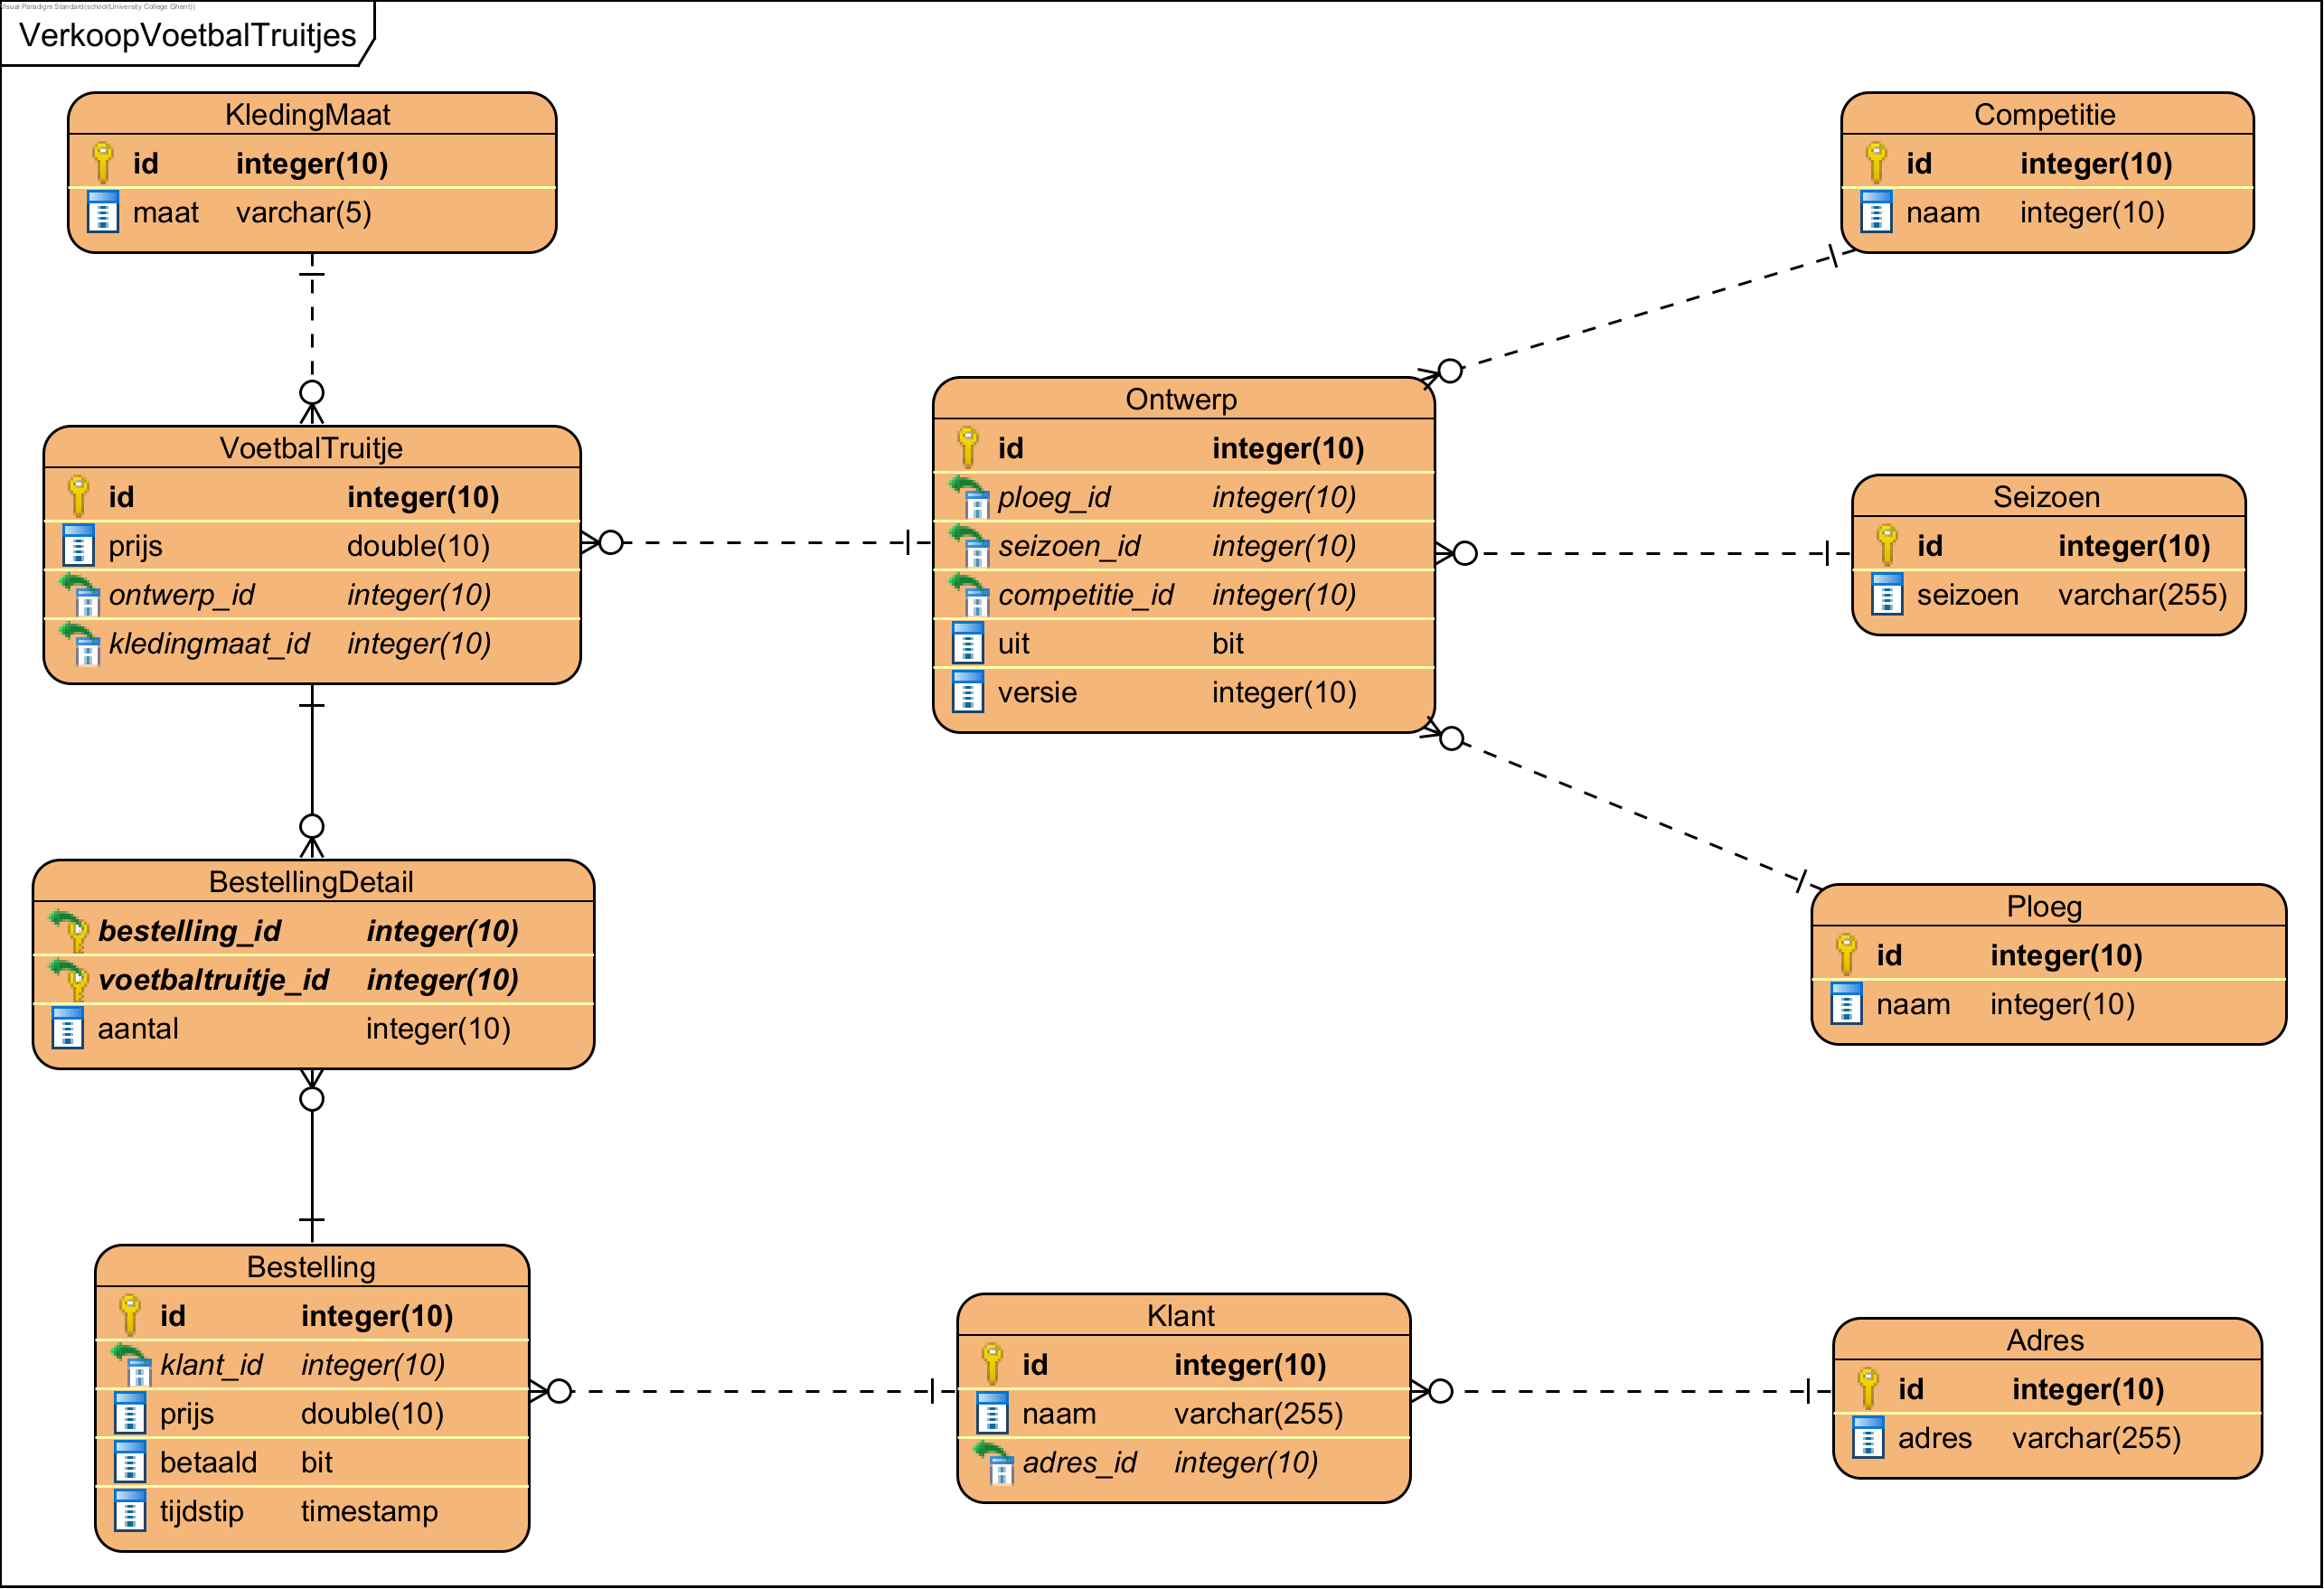 Visual Paradigm Standard(school(University College Ghent))
VerkoopVoetbalTruitjes
KledingMaat
id integer(10)
maat varchar(5)
Competitie
id integer(10)
naam integer(10)
VoetbalTruitje
id integer(10)
prijs double(10)
ontwerp_id integer(10)
kledingmaat_id integer(10)
Ontwerp
id integer(10)
ploeg_id integer(10)
seizoen_id integer(10)
competitie_id integer(10)
uit bit
versie integer(10)
Seizoen
id integer(10)
seizoen varchar(255)
BestellingDetail
bestelling_id integer(10)
voetbaltruitje_id integer(10)
aantal integer(10)
Ploeg
id integer(10)
naam integer(10)
Bestelling
id integer(10)
klant_id integer(10)
prijs double(10)
betaald bit
tijdstip timestamp
Klant
id integer(10)
naam varchar(255)
adres_id integer(10)
Adres
id integer(10)
adres varchar(255)